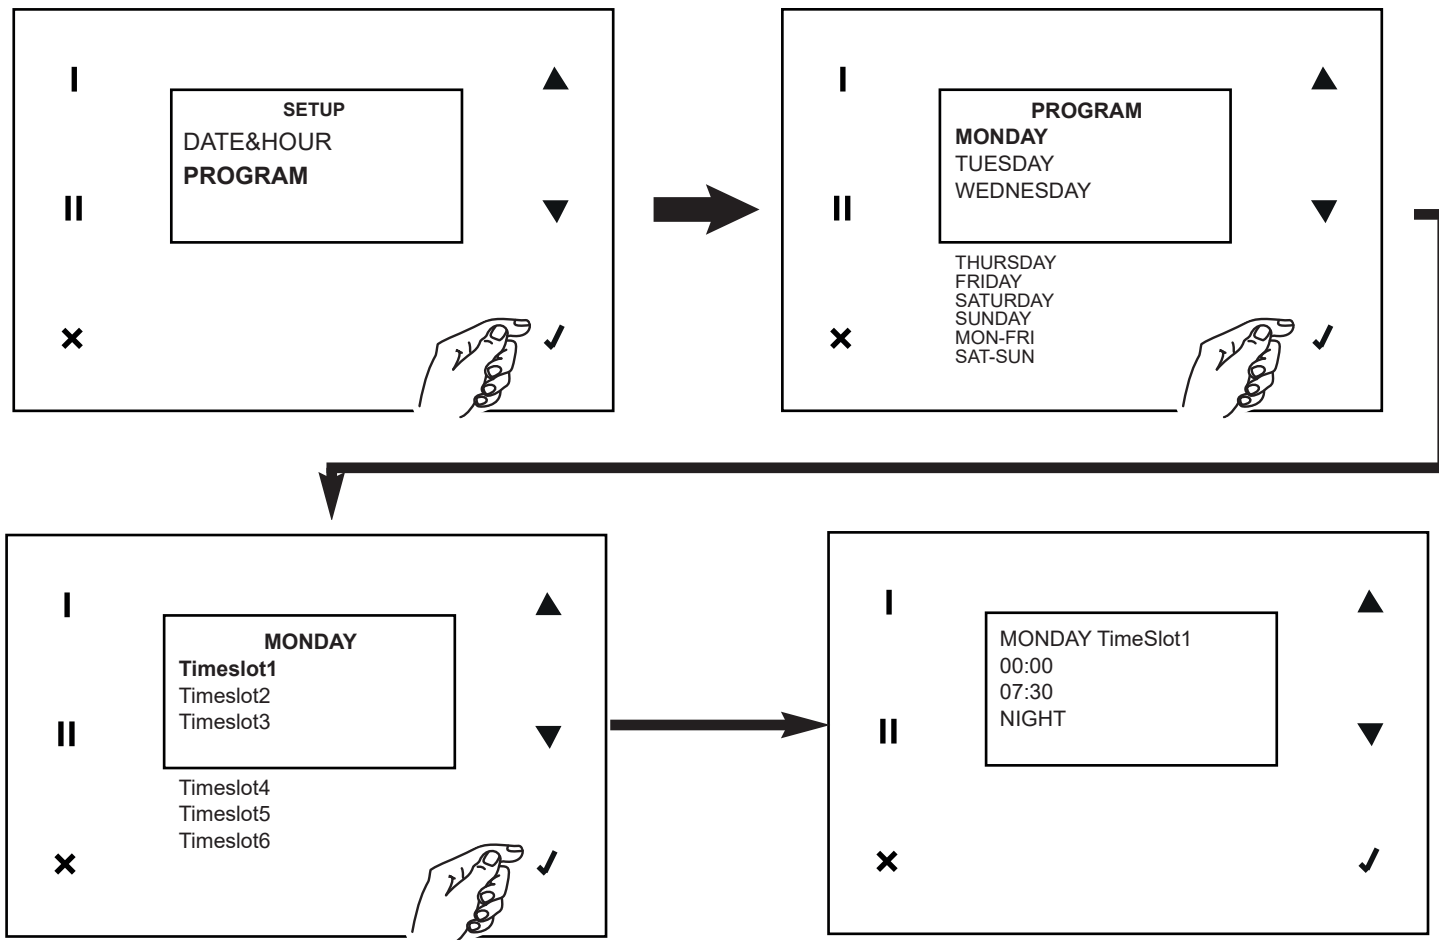 SETUP
DATE&HOUR
PROGRAM
PROGRAM
MONDAY
TUESDAY
WEDNESDAY
THURSDAY
FRIDAY
SATURDAY
SUNDAY
MON-FRI
SAT-SUN
MONDAY
Timeslot1
Timeslot2
Timeslot3
Timeslot4
Timeslot5
Timeslot6
MONDAY TimeSlot1
00:00
07:30
NIGHT